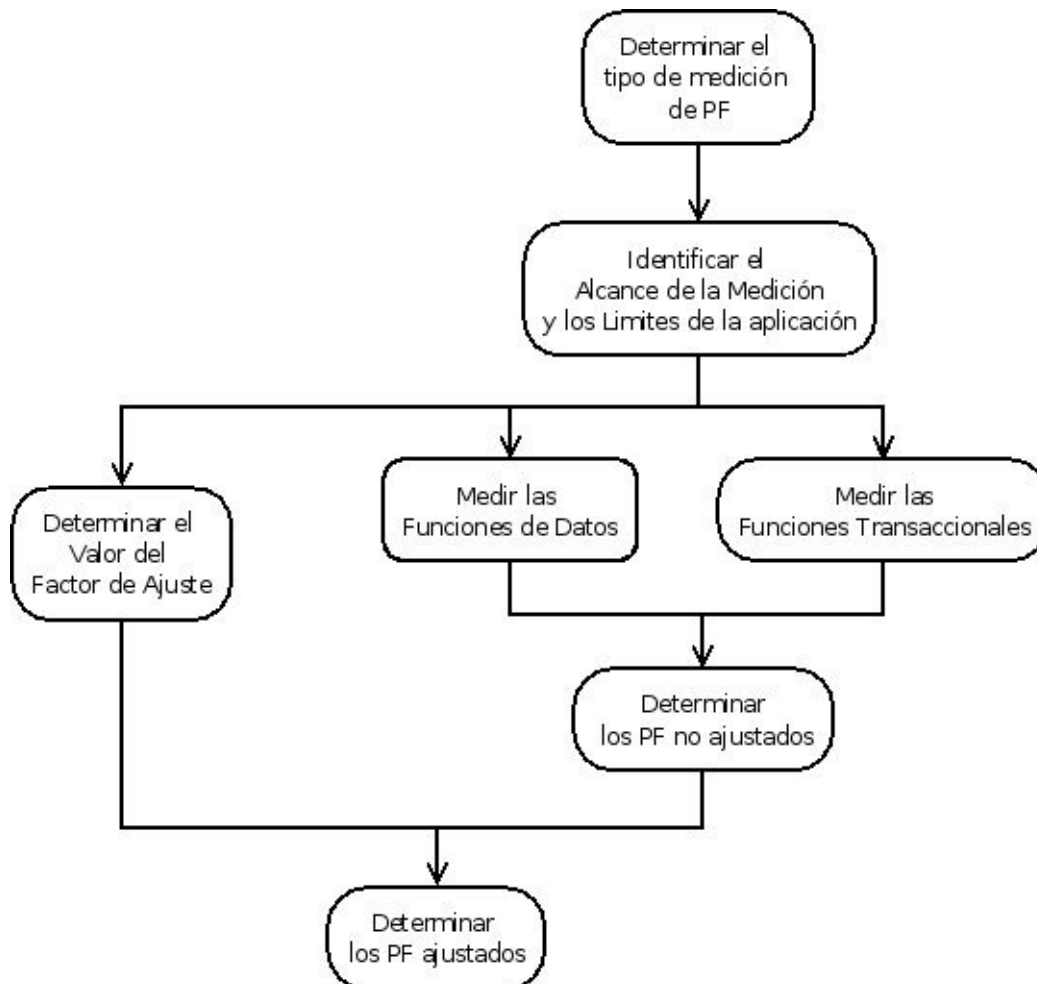 Determinar el
tipo de medición
de PF
Identificar el
Alcance de la Medición
y los Limites de la aplicación
Determinar el
Valor del
Factor de Ajuste
Medir las
Funciones de Datos
Medir las
Funciones Transaccionales
Determinar
los PF no ajustados
Determinar
los PF ajustados